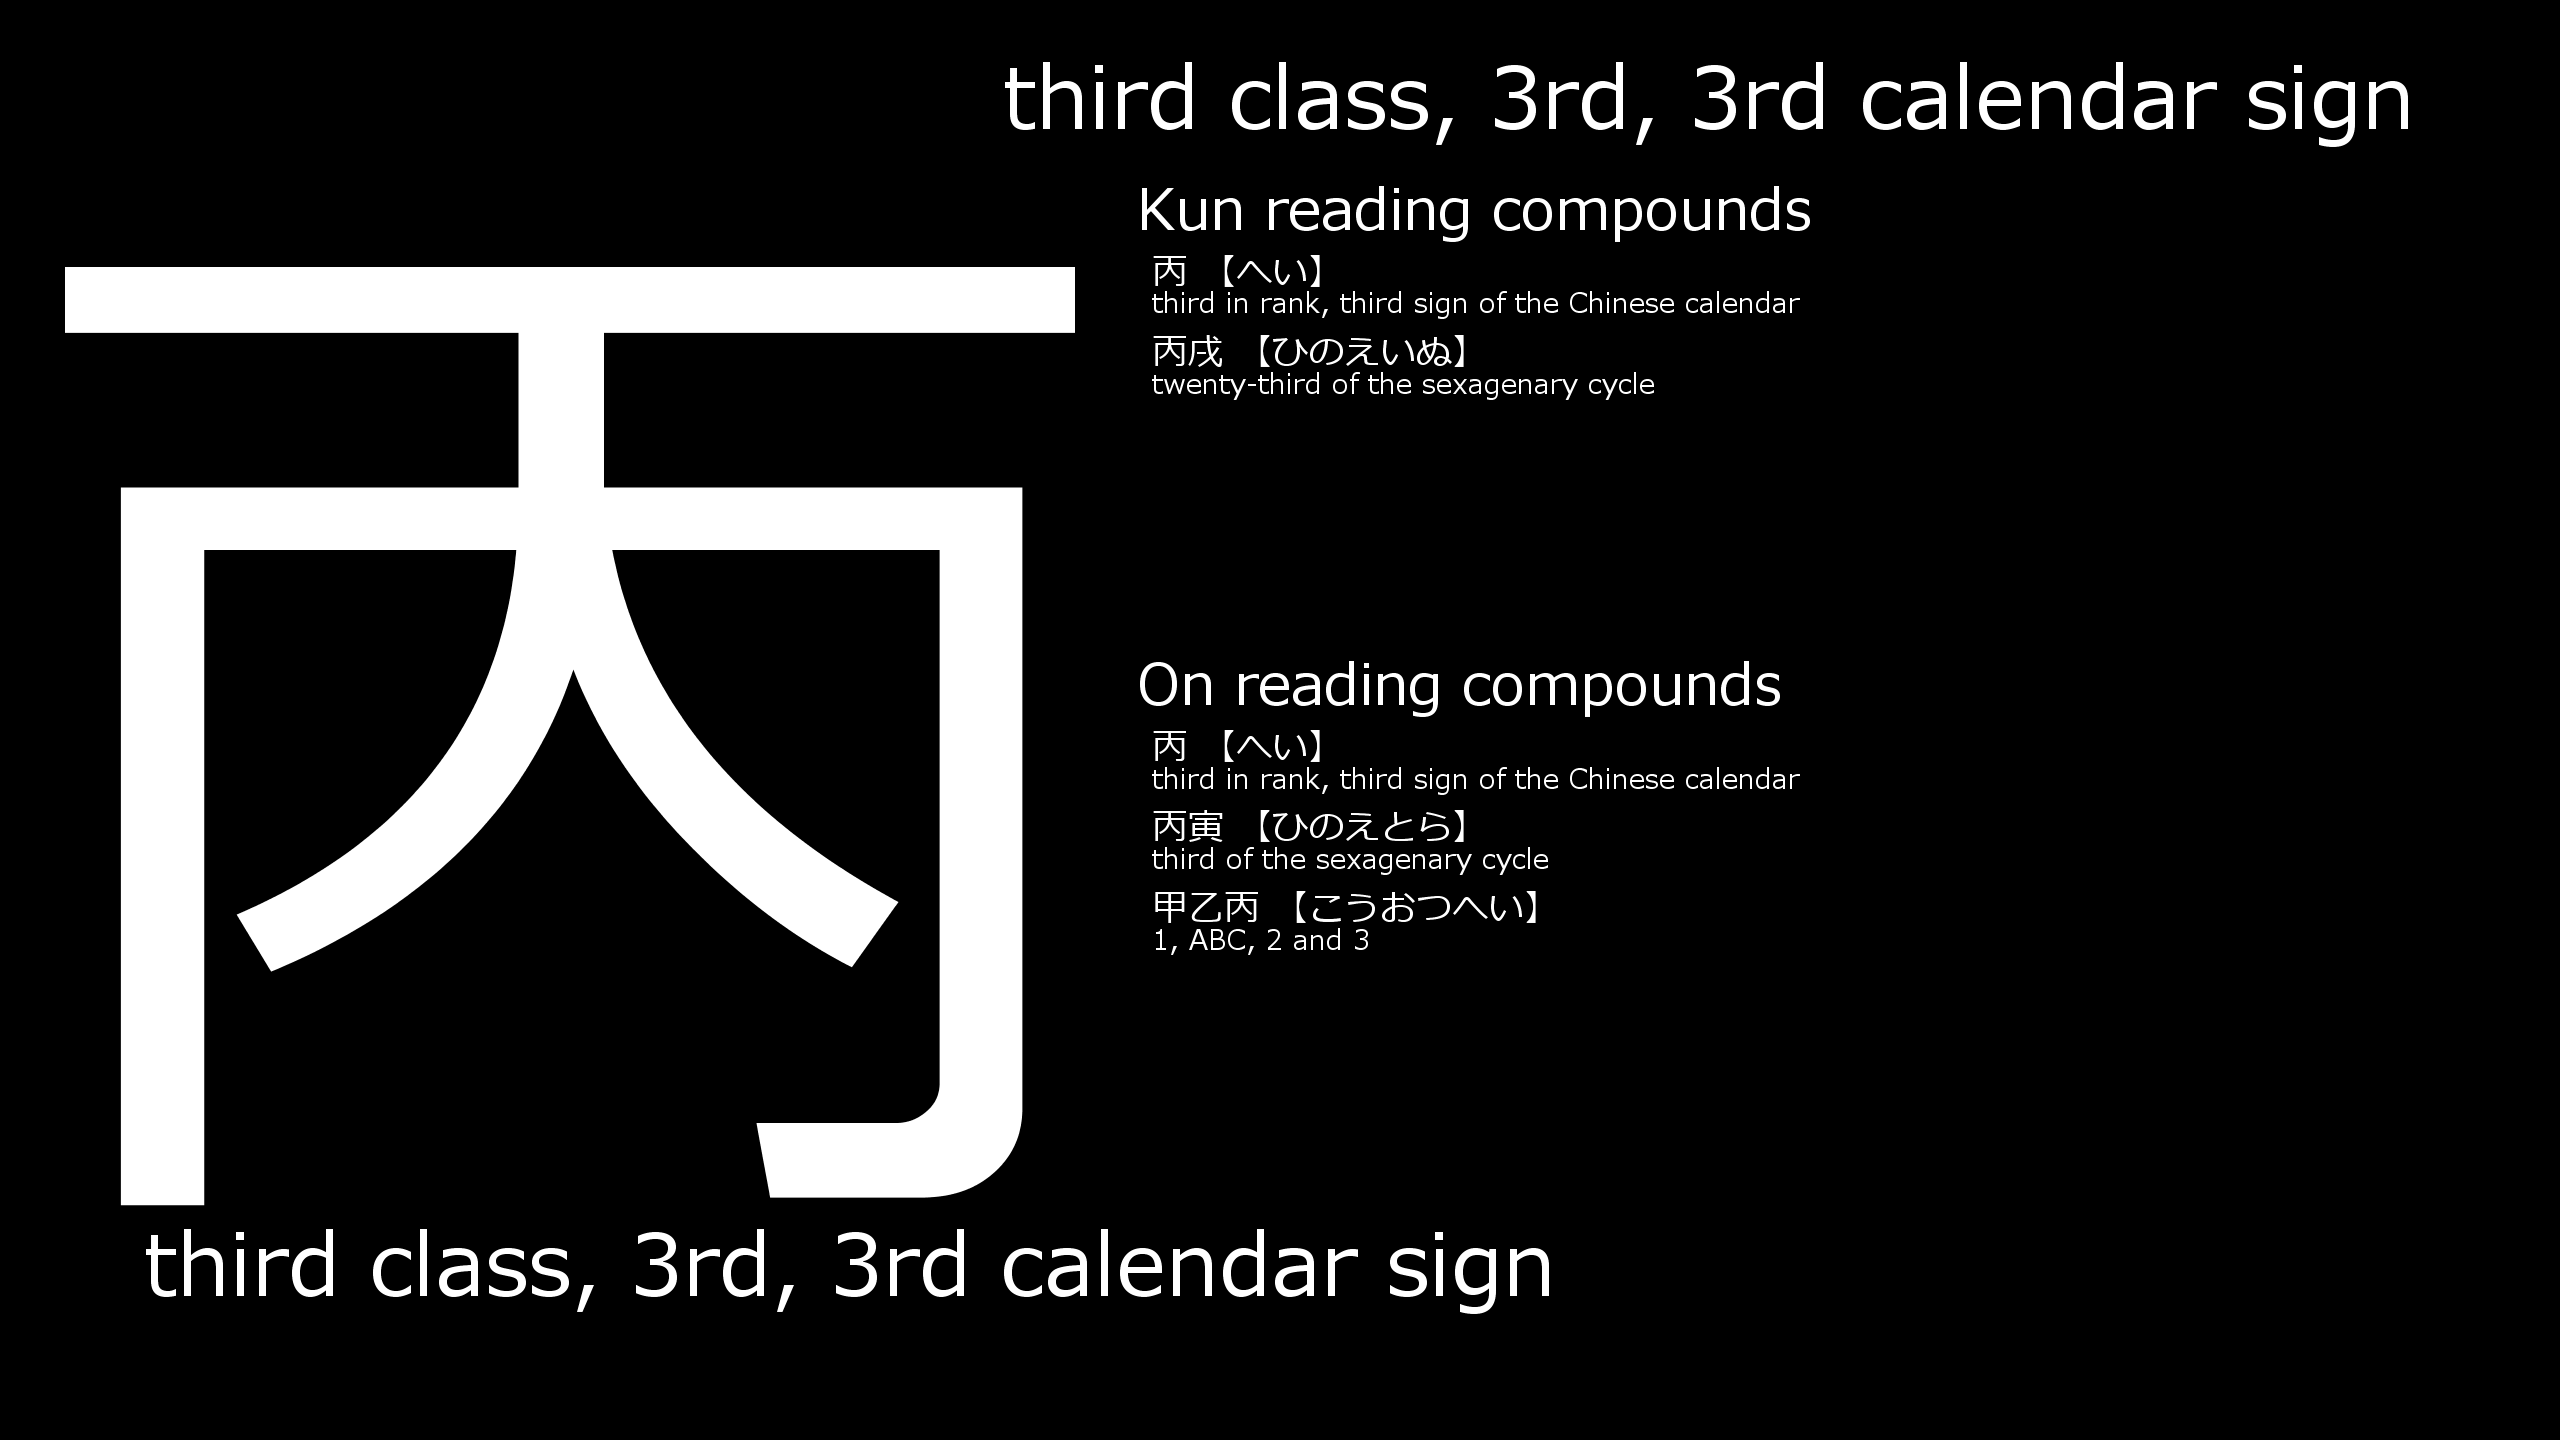 third class, 3rd, 3rd calendar sign
丙
Kun reading compounds
丙 【へい】
third in rank, third sign of the Chinese calendar
丙戌 【ひのえいぬ】
twenty-third of the sexagenary cycle
On reading compounds
丙 【へい】
third in rank, third sign of the Chinese calendar
丙寅 【ひのえとら】
third of the sexagenary cycle
甲乙丙 【こうおつへい】
1, ABC, 2 and 3
third class, 3rd, 3rd calendar sign